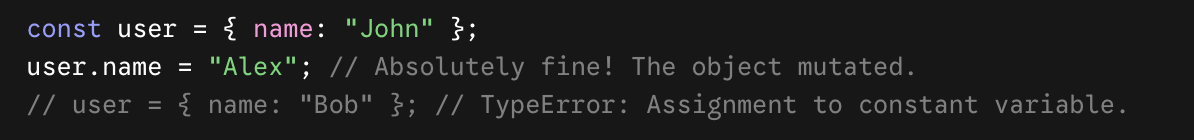 const user = { name: "John" };
user.name = "Alex"; // Absolutely fine! The object mutated.
// user = { name: "Bob" }; // TypeError: Assignment to constant variable.